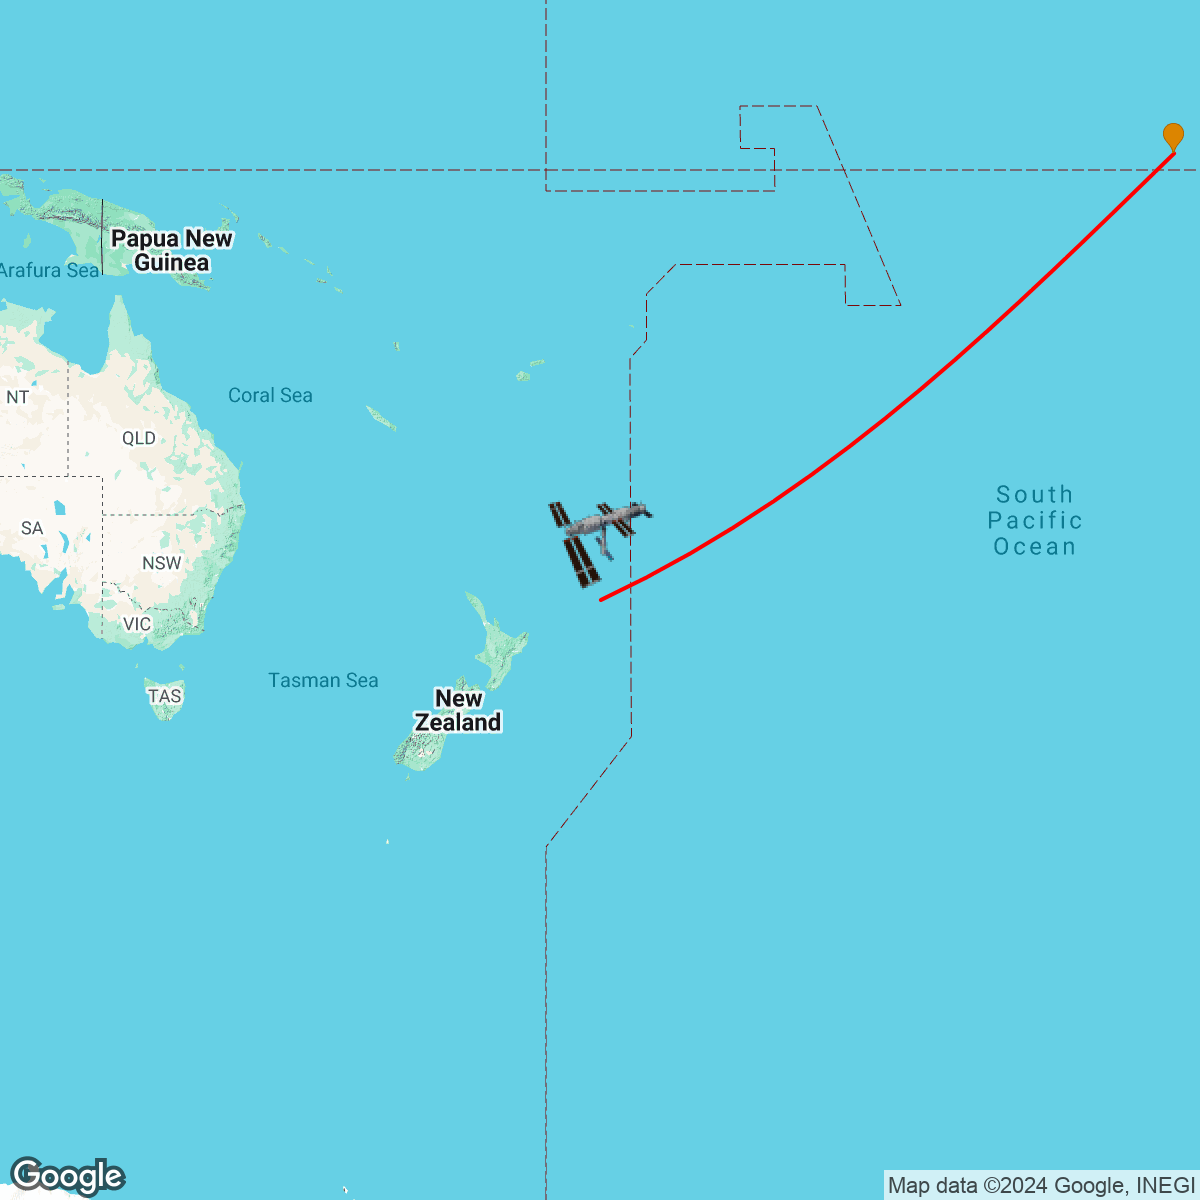 Papua New
Guinea
Arafura Sea
NT
Coral Sea
QLD
South
Pacific
Ocean
SA
NSW
VIC
Tasman Sea
TAS
New
Zealand
Google
Map data ©2024 Google, INEGI